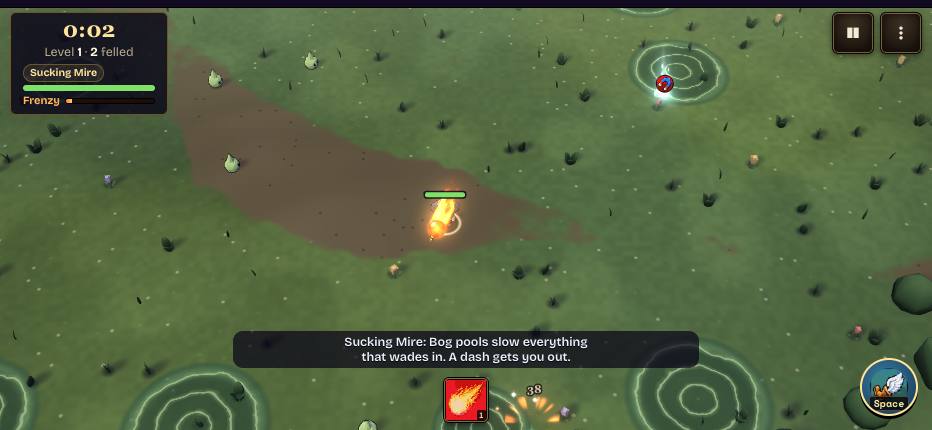 0:02
Level 1 · 2 felled
Sucking Mire
Frenzy
Sucking Mire: Bog pools slow everything
that wades in. A dash gets you out.
38
1
Space